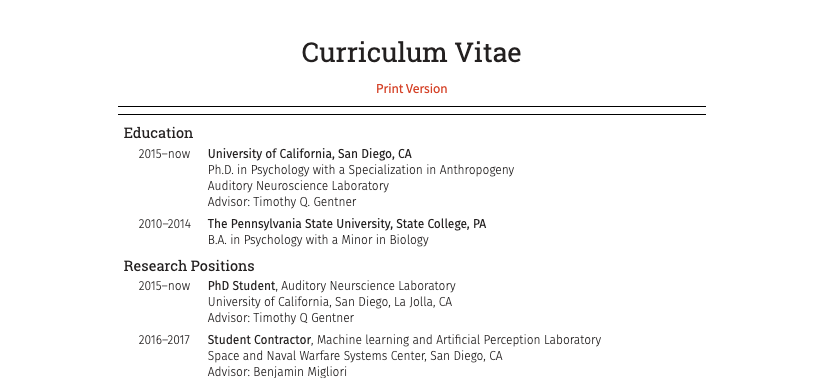 Curriculum Vitae
Print Version
Education
2015–now University of California, San Diego, CA
Ph.D. in Psychology with a Specialization in Anthropogeny
Auditory Neuroscience Laboratory
Advisor: Timothy Q. Gentner
2010–2014 The Pennsylvania State University, State College, PA
B.A. in Psychology with a Minor in Biology
Research Positions
2015–now PhD Student, Auditory Neurscience Laboratory
University of California, San Diego, La Jolla, CA
Advisor: Timothy Q Gentner
2016–2017 Student Contractor, Machine learning and Artificial Perception Laboratory
Space and Naval Warfare Systems Center, San Diego, CA
Advisor: Benjamin Migliori